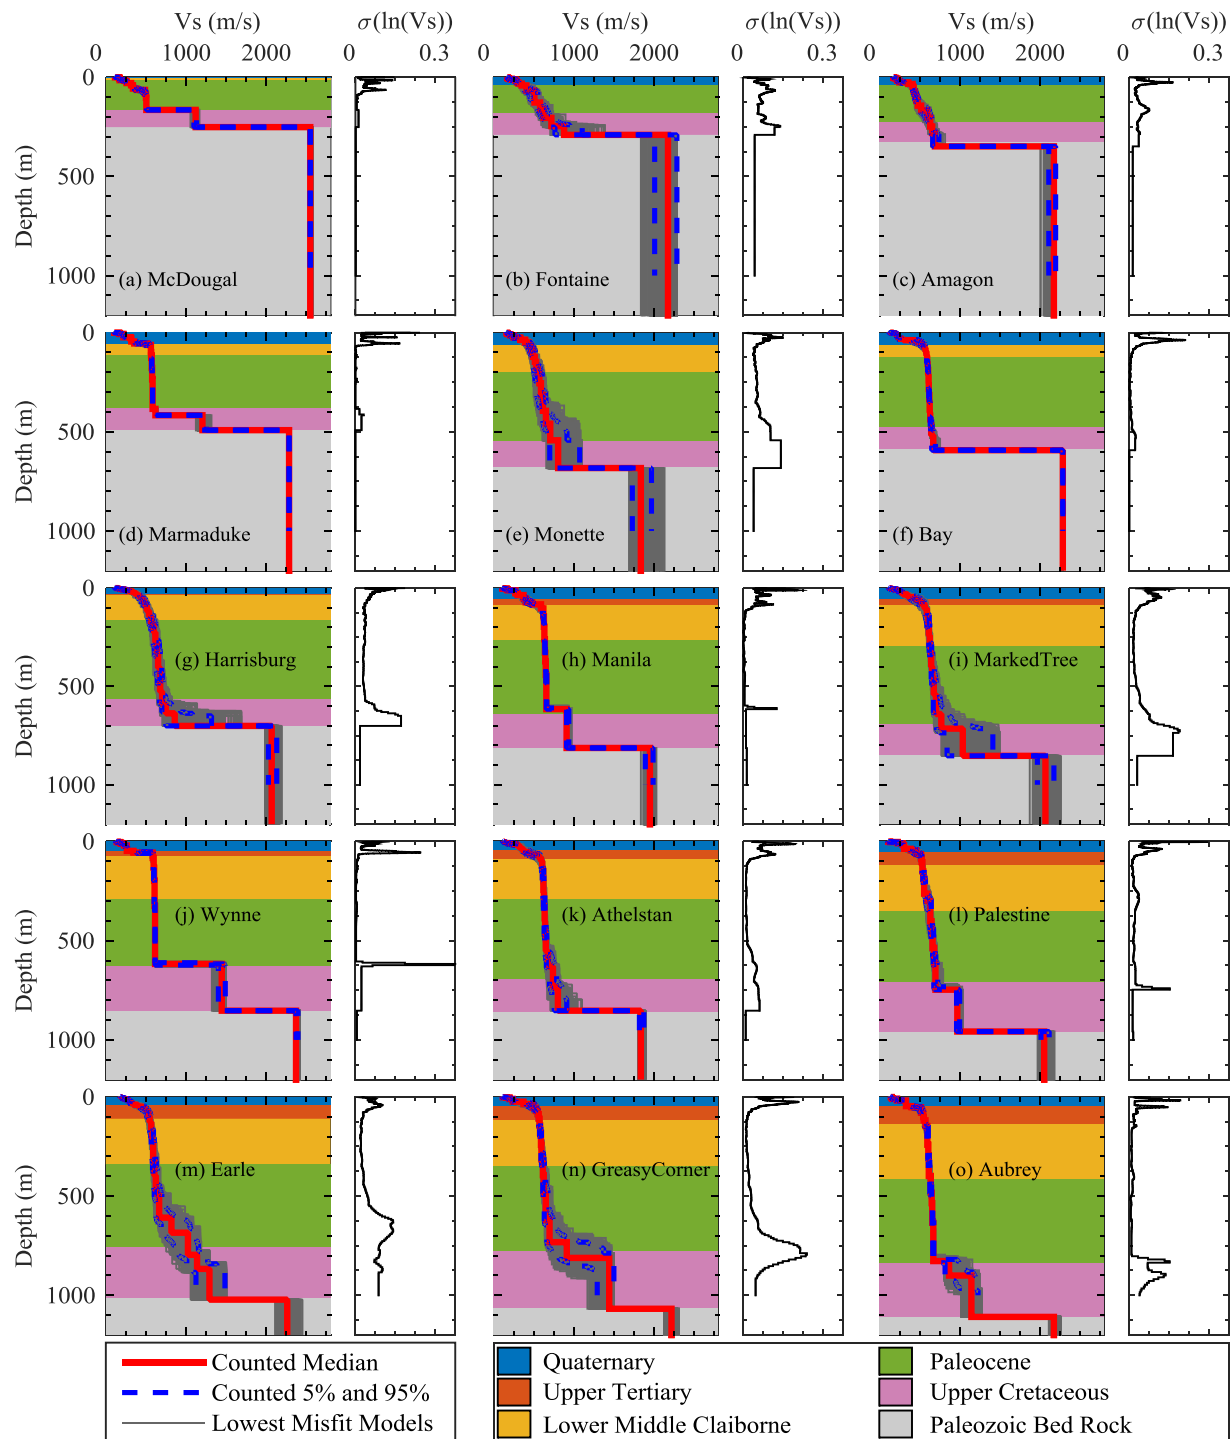 Vs (m/s) σ(ln(Vs)) Vs (m/s) σ(ln(Vs)) Vs (m/s) σ(ln(Vs))
0 1000 2000 0 0.3 0 1000 2000 0 0.3 0 1000 2000 0 0.3
0
500
1000
Depth (m)
(a) McDougal
(b) Fontaine
(c) Amagon
0
500
1000
Depth (m)
(d) Marmaduke
(e) Monette
(f) Bay
0
500
1000
Depth (m)
(g) Harrisburg
(h) Manila
(i) MarkedTree
0
500
1000
Depth (m)
(j) Wynne
(k) Athelstan
(l) Palestine
0
500
1000
Depth (m)
(m) Earle
(n) GreasyCorner
(o) Aubrey
Counted Median
Counted 5% and 95%
Lowest Misfit Models
Quaternary
Upper Tertiary
Lower Middle Claiborne
Paleocene
Upper Cretaceous
Paleozoic Bed Rock